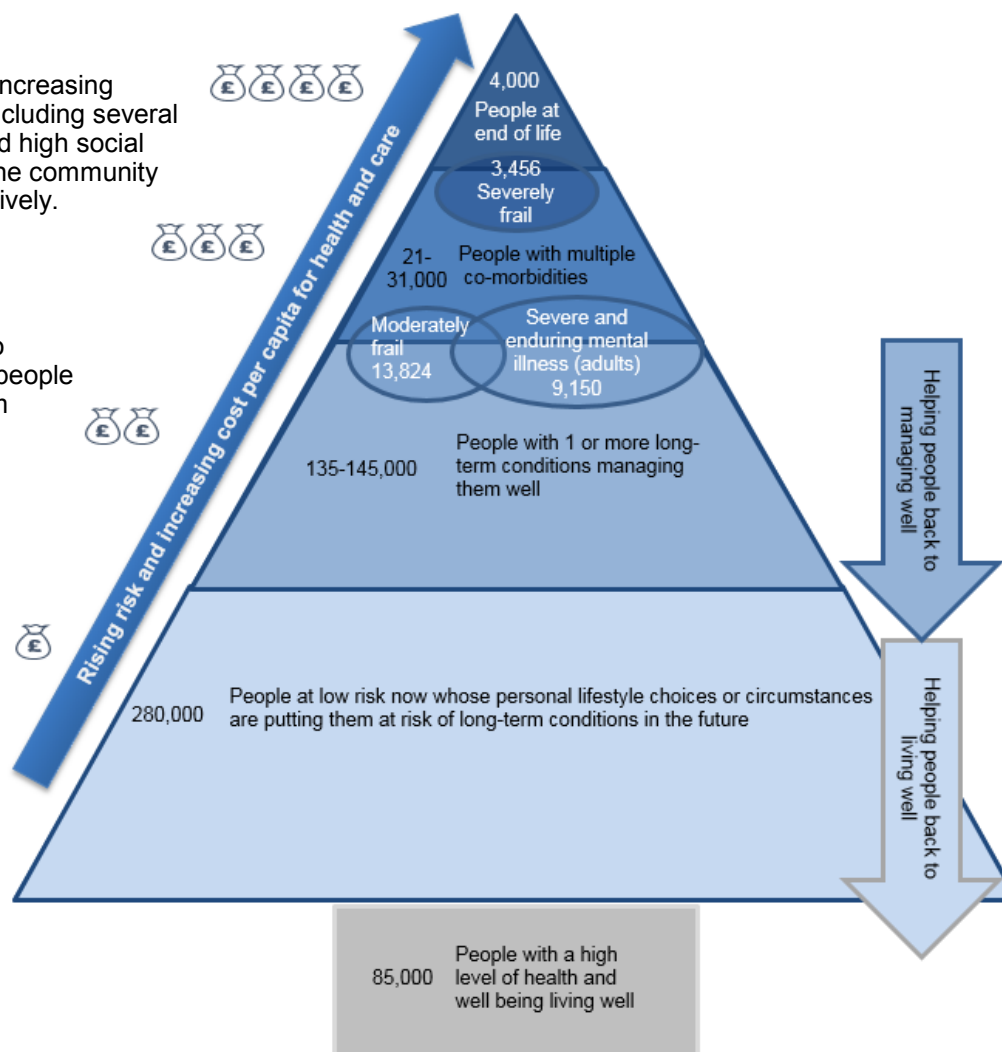 ncreasing
cluding several
d high social
he community
tively.
o
people
m
££££
£££
££
£
Rising risk and increasing cost per capita for health and care
4,000
People at
end of life
3,456
Severely
frail
21-
31,000
People with multiple
co-morbidities
Moderately
frail
13,824
Severe and
enduring mental
illness (adults)
9,150
135-145,000
People with 1 or more long-
term conditions managing
them well
280,000
People at low risk now whose personal lifestyle choices or circumstances
are putting them at risk of long-term conditions in the future
Helping people back to
managing well
Helping people back to
living well
85,000
People with a high
level of health and
well being living well